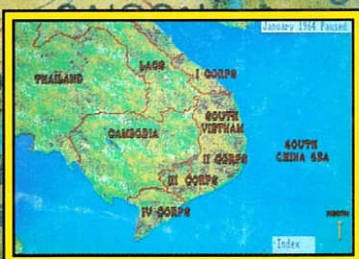 January 1964 Paused
LAOS
I CORPS
THAILAND
SOUTH
VIETNAM
CAMBODIA
SOUTH
CHINA SEA
II CORPS
III CORPS
IV CORPS
NORTH
Index